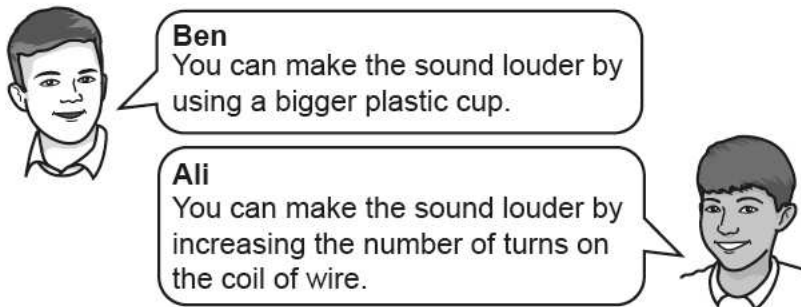 Ben
You can make the sound louder by
using a bigger plastic cup.
Ali
You can make the sound louder by
increasing the number of turns on
the coil of wire.